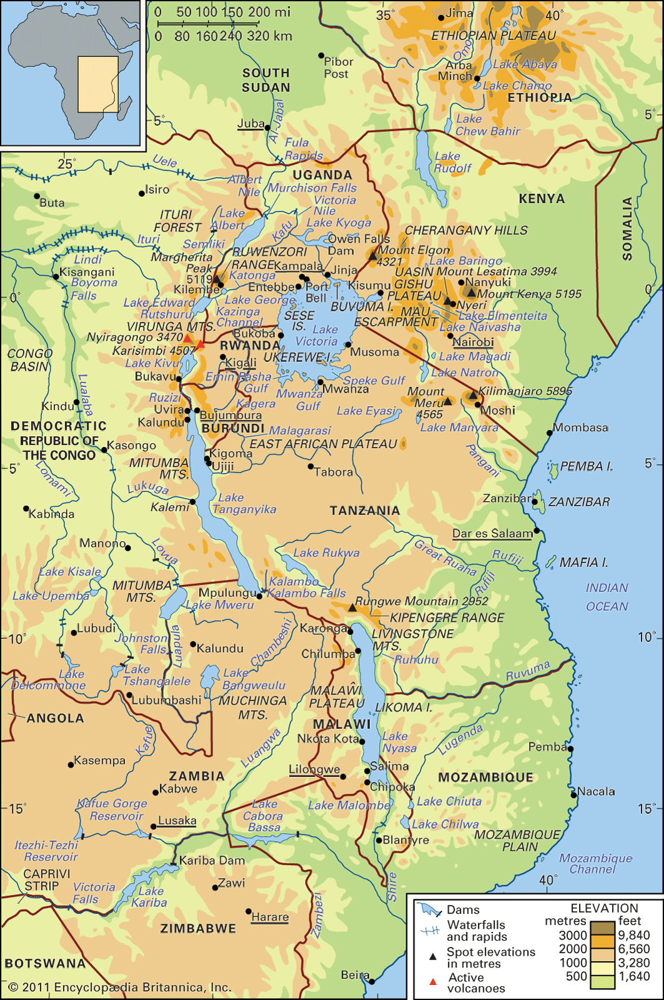 0 50 100 150 200 mi
0 80 160 240 320 km
35°
40°
Jima
ETHIOPIAN PLATEAU
Omo
Pibor
Post
SOUTH
SUDAN
Arba
Minch
Lake Abaya
Lake Chamo
ETHIOPIA
5°
5°
Juba
Al-Jabal
Lake
Chew Bahir
Fula
Rapids
25°
Uele
UGANDA
Lake
Rudolf
Albert
Nile
Murchison Falls
Isiro
Buta
Victoria
Nile
KENYA
ITURI
FOREST
Lake
Albert
Kafu
Lake Kyoga
SOMALIA
CHERANGANY HILLS
Ituri
Semliki
Owen Falls
Dam
Mount Elgon
4321
Lindi
Margherita
Peak
5119
RUWENZORI
RANGE
Kampala
Jinja
Lake Baringo
Kisangani
Boyoma
Falls
Katonga
UASIN
GISHU
PLATEAU
Mount Lesatima 3994
Nanyuki
Kilembe
Entebbe
Port
Bell
Kisumu
Mount Kenya 5195
0°
0°
Lake Edward
Lake George
BUVUMA I.
Nyeri
Rutshuru
Kazinga
Channel
SESE
IS.
MAU
ESCARPMENT
Lake Elmenteita
Lake Naivasha
VIRUNGA MTS.
Nyiragongo 3470
Bukoba
Lake
Victoria
Nairobi
Karisimbi 4507
RWANDA
Musoma
CONGO
BASIN
Lake Kivu
Kigali
UKEREWE I.
Lake Magadi
Bukavu
Emin Pasha
Gulf
Speke Gulf
Lake Natron
Mwanza
Lualaba
Ruzizi
Kagera
Mwanza
Gulf
Mount
Meru
4565
Kilimanjaro 5895
Kindu
Uvira
Bujumbura
Lake Eyasi
Moshi
Kalundu
BURUNDI
Lake Manyara
Mombasa
DEMOCRATIC
REPUBLIC OF
THE CONGO
Malagarasi
EAST AFRICAN PLATEAU
Kasongo
Kigoma
Ujiji
Pangani
5°
5°
MITUMBA
MTS.
Tabora
PEMBA I.
Lomami
Lukuga
Kalemi
Lake
Tanganyika
Zanzibar
ZANZIBAR
Kabinda
TANZANIA
Dar es Salaam
Manono
Lovua
Lake Rukwa
Great Ruaha
Rufiji
Rufiji
MAFIA I.
Lake Kisale
Lake Upemba
MITUMBA
MTS.
Kalambo
Kalambo Falls
Mpulungu
INDIAN
OCEAN
Lake Mweru
Rungwe Mountain 2952
KIPENGERE RANGE
Lubudi
Karonga
LIVINGSTONE
MTS.
10°
10°
Johnston
Falls
Luapula
Kalundu
Chambeshi
Chilumba
Ruhuhu
Lake
Delcommune
Lake
Tshangalele
Lake
Bangweulu
Ruvuma
Lubumbashi
MUCHINGA
MTS.
MALAŴI
PLATEAU
LIKOMA I.
ANGOLA
MALAWI
Kafue
Luangwa
Nkota Kota
Lake
Nyasa
Lugenda
Pemba
Kasempa
ZAMBIA
Lilongwe
Salima
Chipoka
MOZAMBIQUE
Kabwe
Nacala
Kafue Gorge
Reservoir
Lake
Cabora
Bassa
Lake Malombe
Lake Chiuta
15°
15°
Lusaka
Lake Chilwa
Itezhi-Tezhi
Reservoir
Blantyre
MOZAMBIQUE
PLAIN
Kariba Dam
Mozambique
Channel
CAPRIVI
STRIP
Victoria
Falls
Lake
Kariba
Zawi
Shire
40°
Harare
Zambezi
ZIMBABWE
BOTSWANA
Beira
Dams
Waterfalls
and rapids
Spot elevations
in metres
Active
volcanoes
ELEVATION
metres feet
3000 9,840
2000 6,560
1000 3,280
500 1,640
© 2011 Encyclopædia Britannica, Inc.